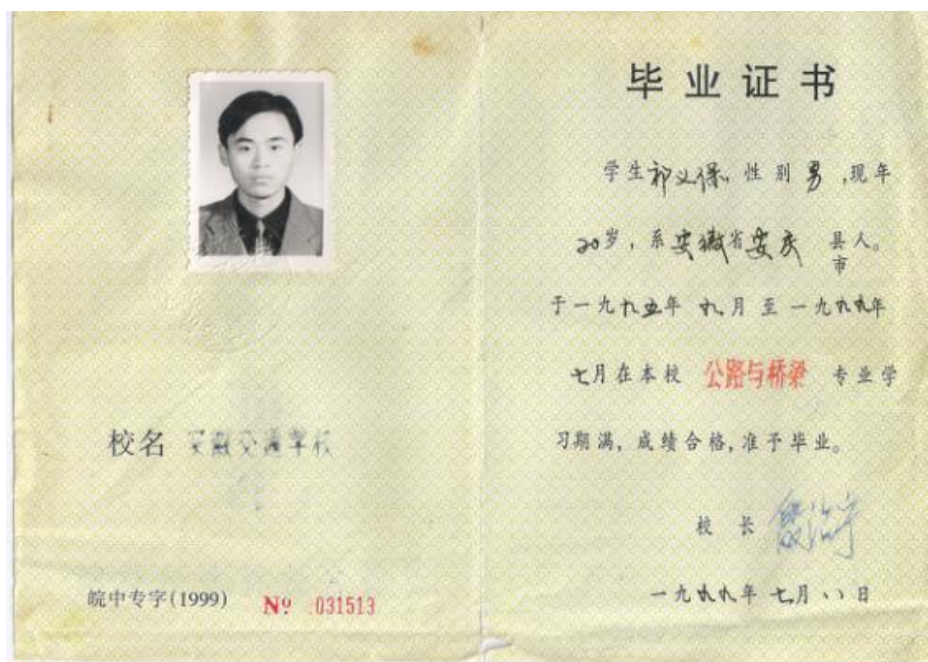 校名 安徽交通学校
皖中专字(1999) № 031513
毕业证书
学生祁义保,性别男,现年
20岁,系安徽省安庆县市人。
于一九九五年九月至一九九九年
七月在本校 公路与桥梁 专业学
习期满,成绩合格,准予毕业。
校长
一九九九年七月八日